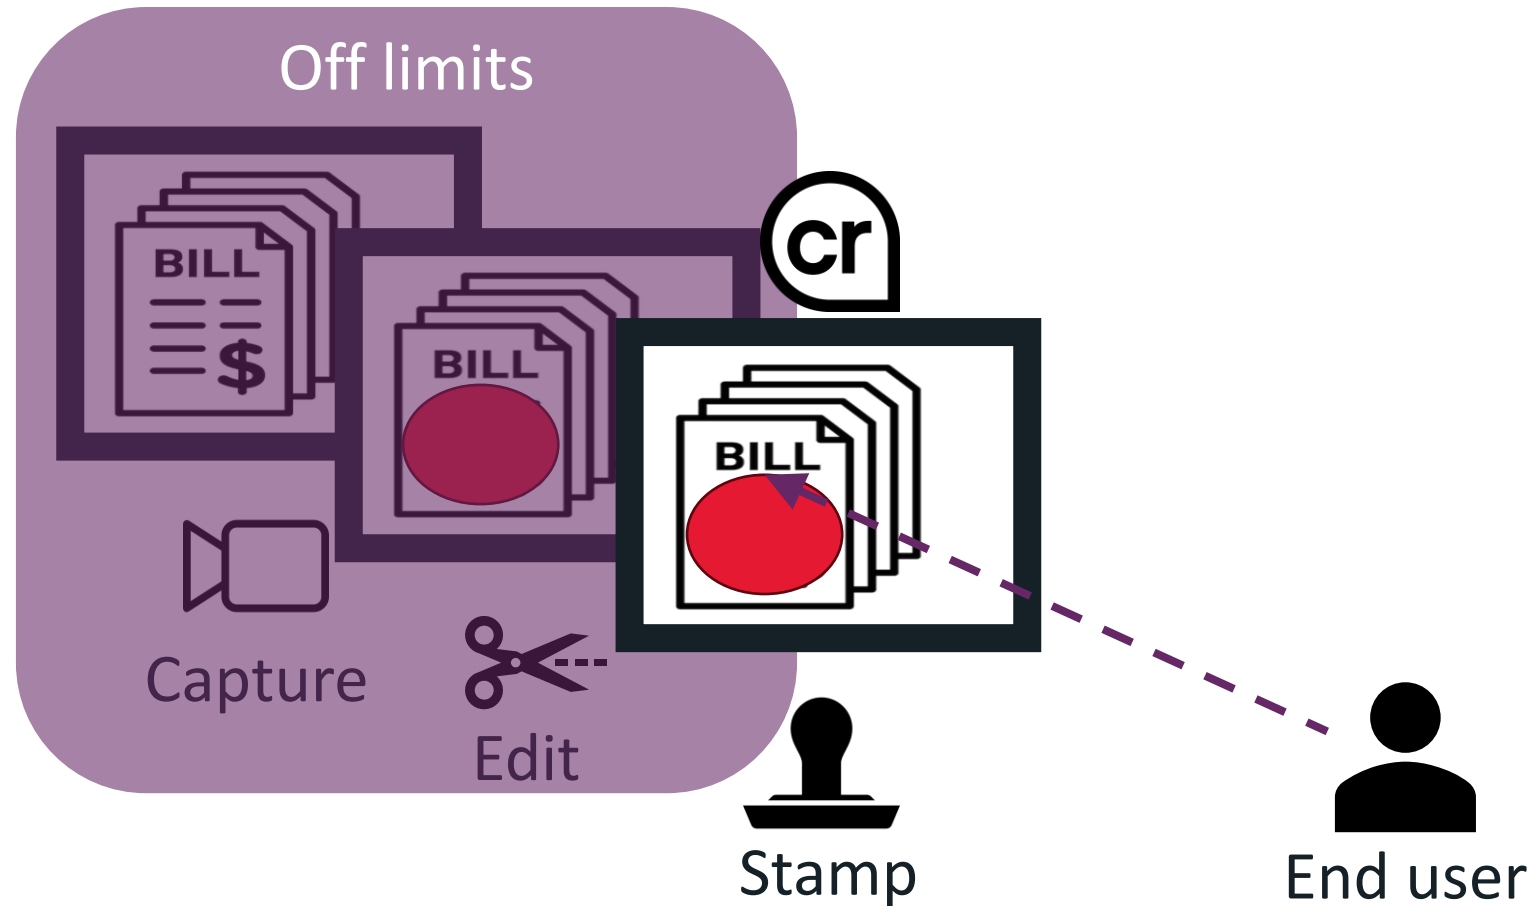 Off limits
BILL
$
BILL
cr
BILL
Capture
Edit
Stamp
End user